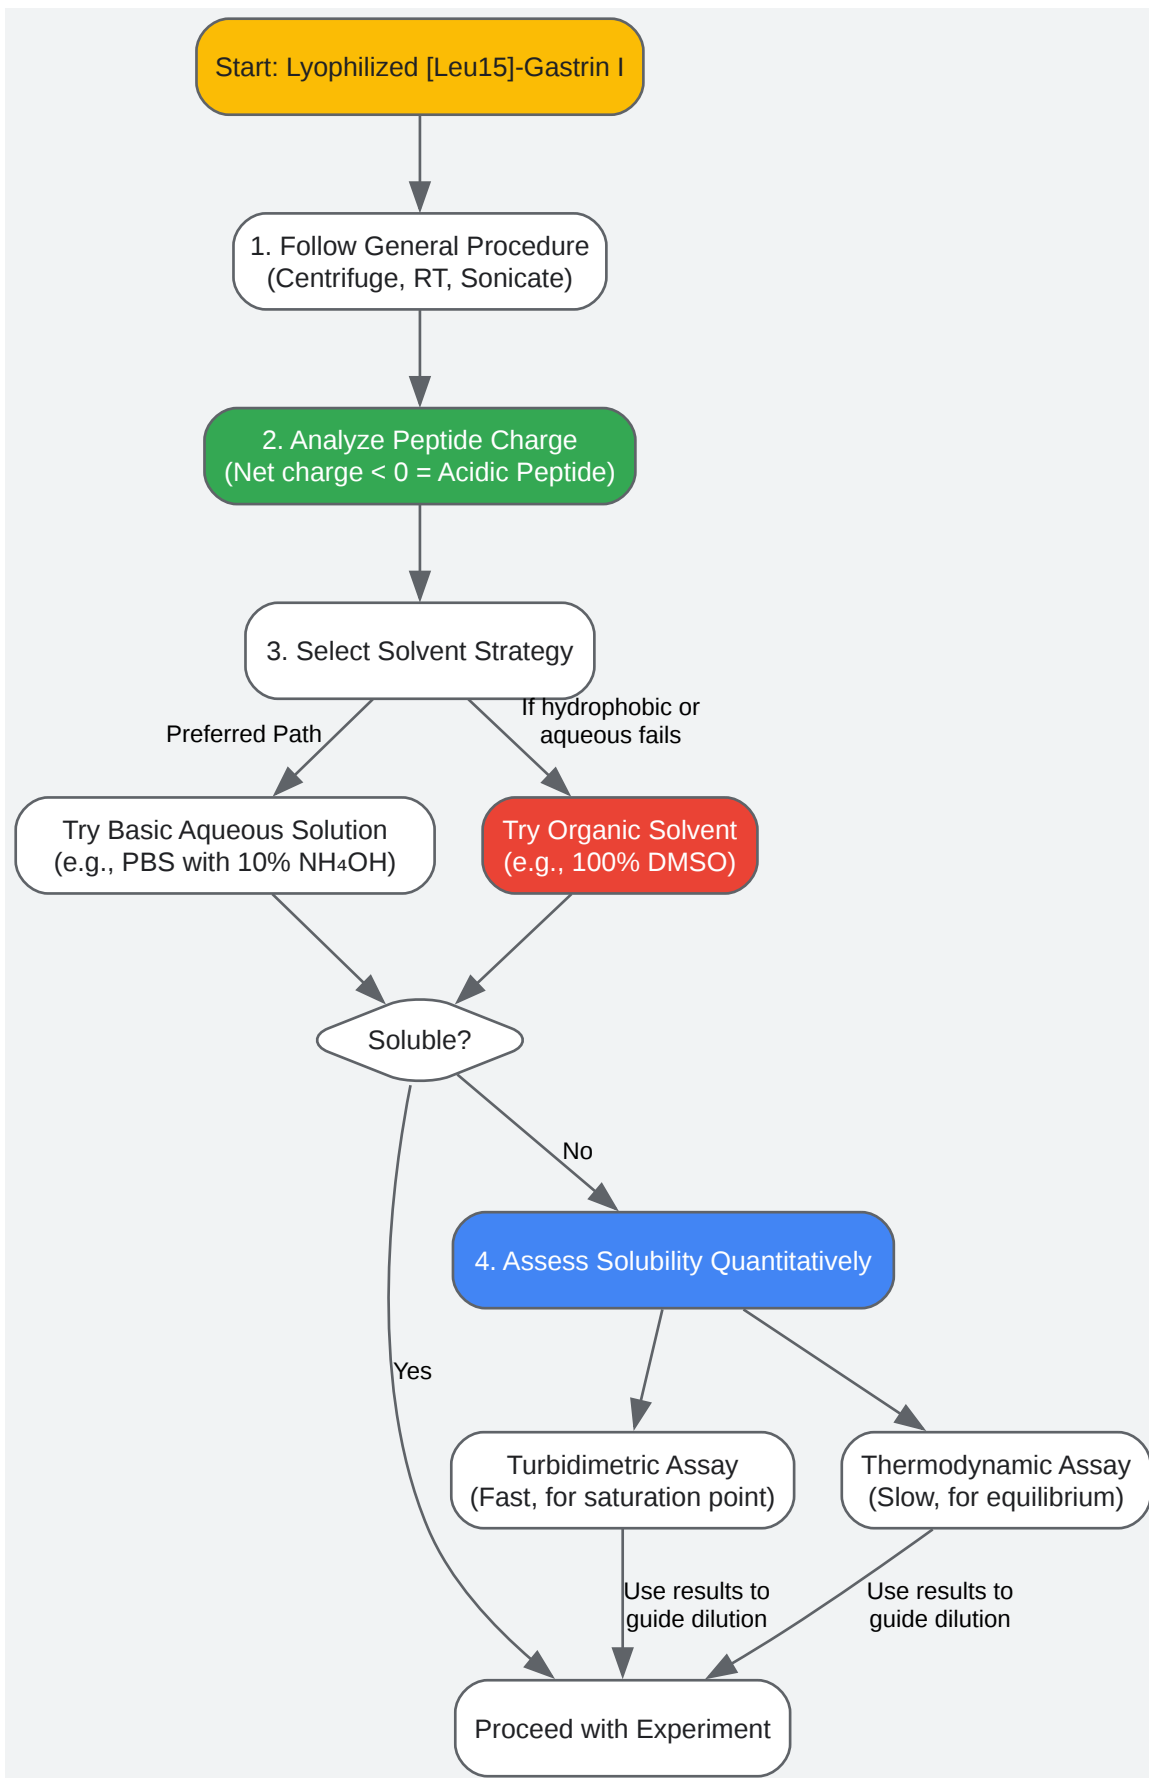 Start: Lyophilized [Leu15]-Gastrin I
1. Follow General Procedure
(Centrifuge, RT, Sonicate)
2. Analyze Peptide Charge
(Net charge < 0 = Acidic Peptide)
3. Select Solvent Strategy
Preferred Path
If hydrophobic or
aqueous fails
Try Basic Aqueous Solution
(e.g., PBS with 10% NH₄OH)
Try Organic Solvent
(e.g., 100% DMSO)
Soluble?
No
4. Assess Solubility Quantitatively
Yes
Turbidimetric Assay
(Fast, for saturation point)
Thermodynamic Assay
(Slow, for equilibrium)
Use results to
guide dilution
Use results to
guide dilution
Proceed with Experiment